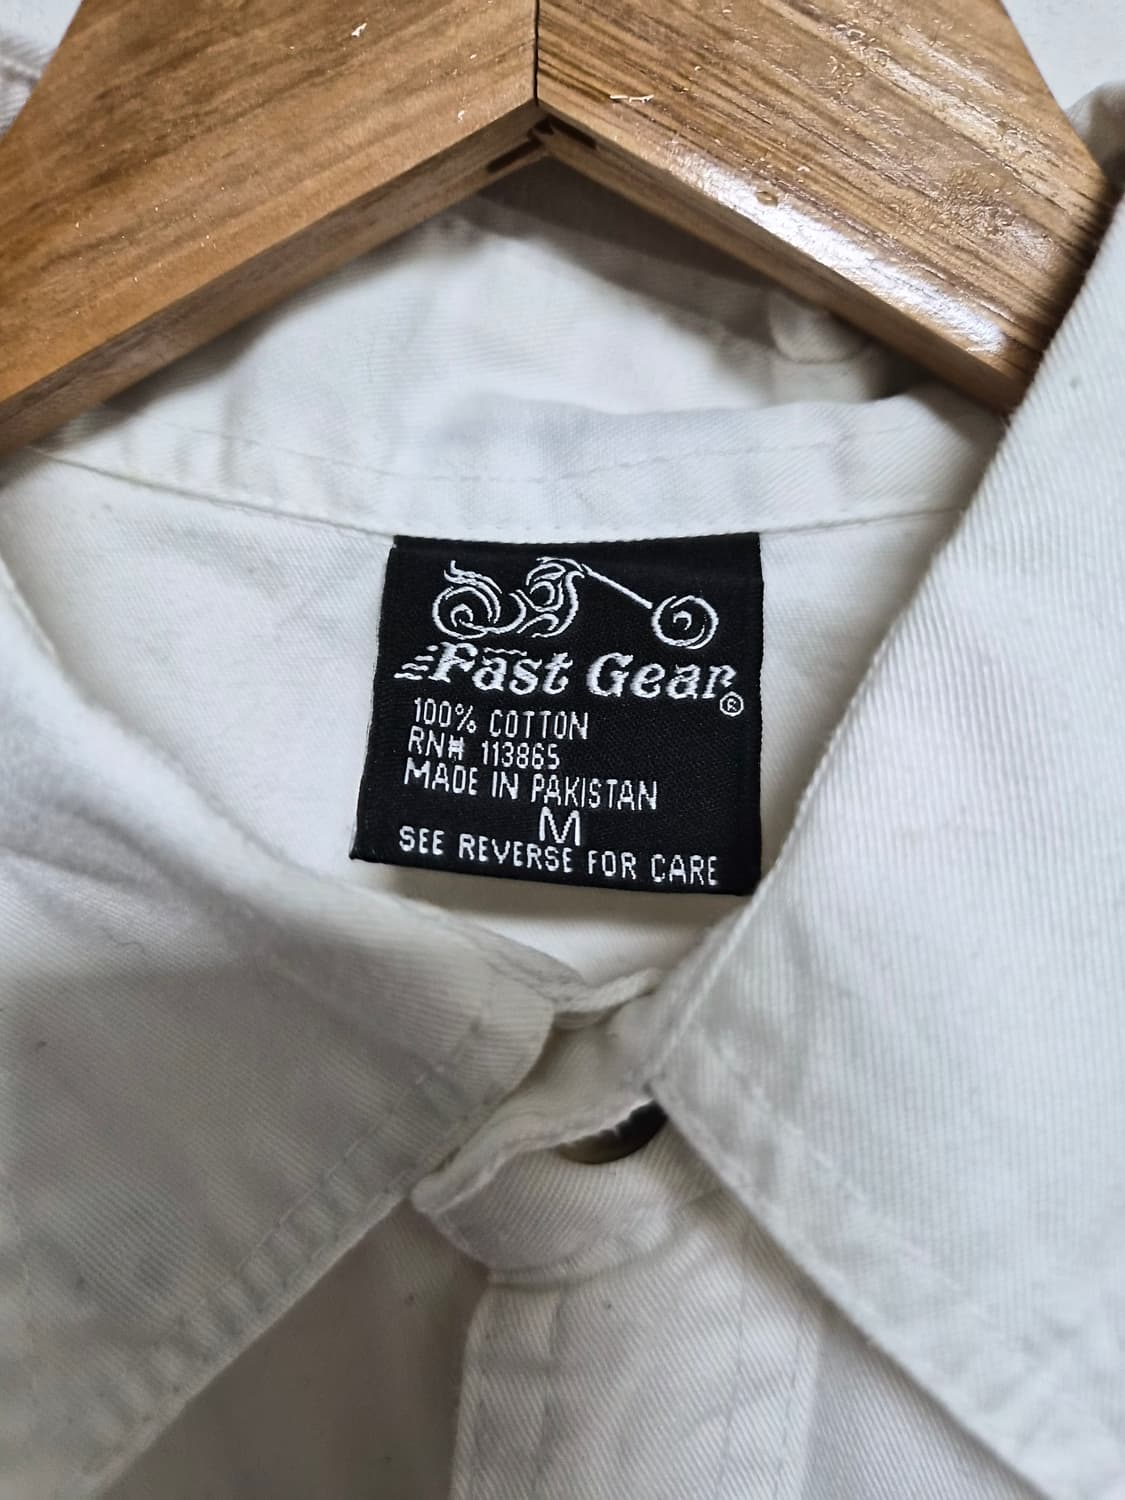 Fast Gear®
100% COTTON
RN# 113865
MADE IN PAKISTAN
M
SEE REVERSE FOR CARE